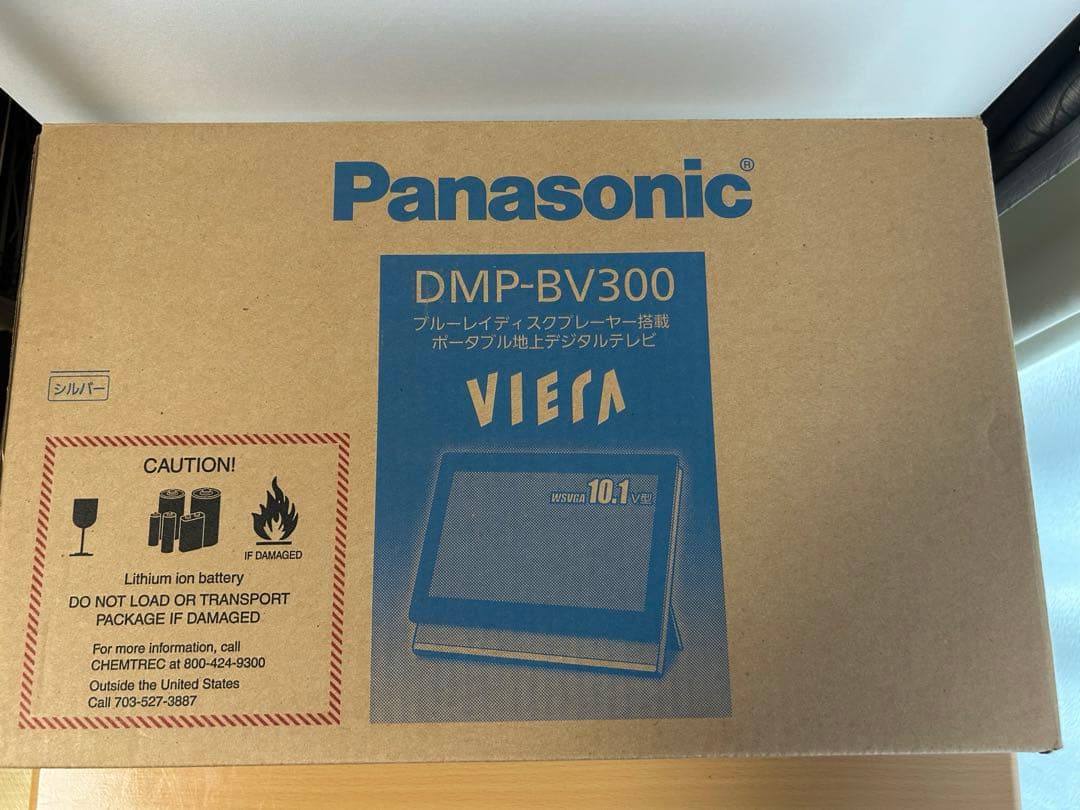 Panasonic®
DMP-BV300
ブルーレイディスクプレーヤー搭載
ポータブル地上デジタルテレビ
VIERA
WSVGA 10.1V型
シルバー
CAUTION!
IF DAMAGED
Lithium ion battery
DO NOT LOAD OR TRANSPORT
PACKAGE IF DAMAGED
For more information, call
CHEMTREC at 800-424-9300
Outside the United States
Call 703-527-3887